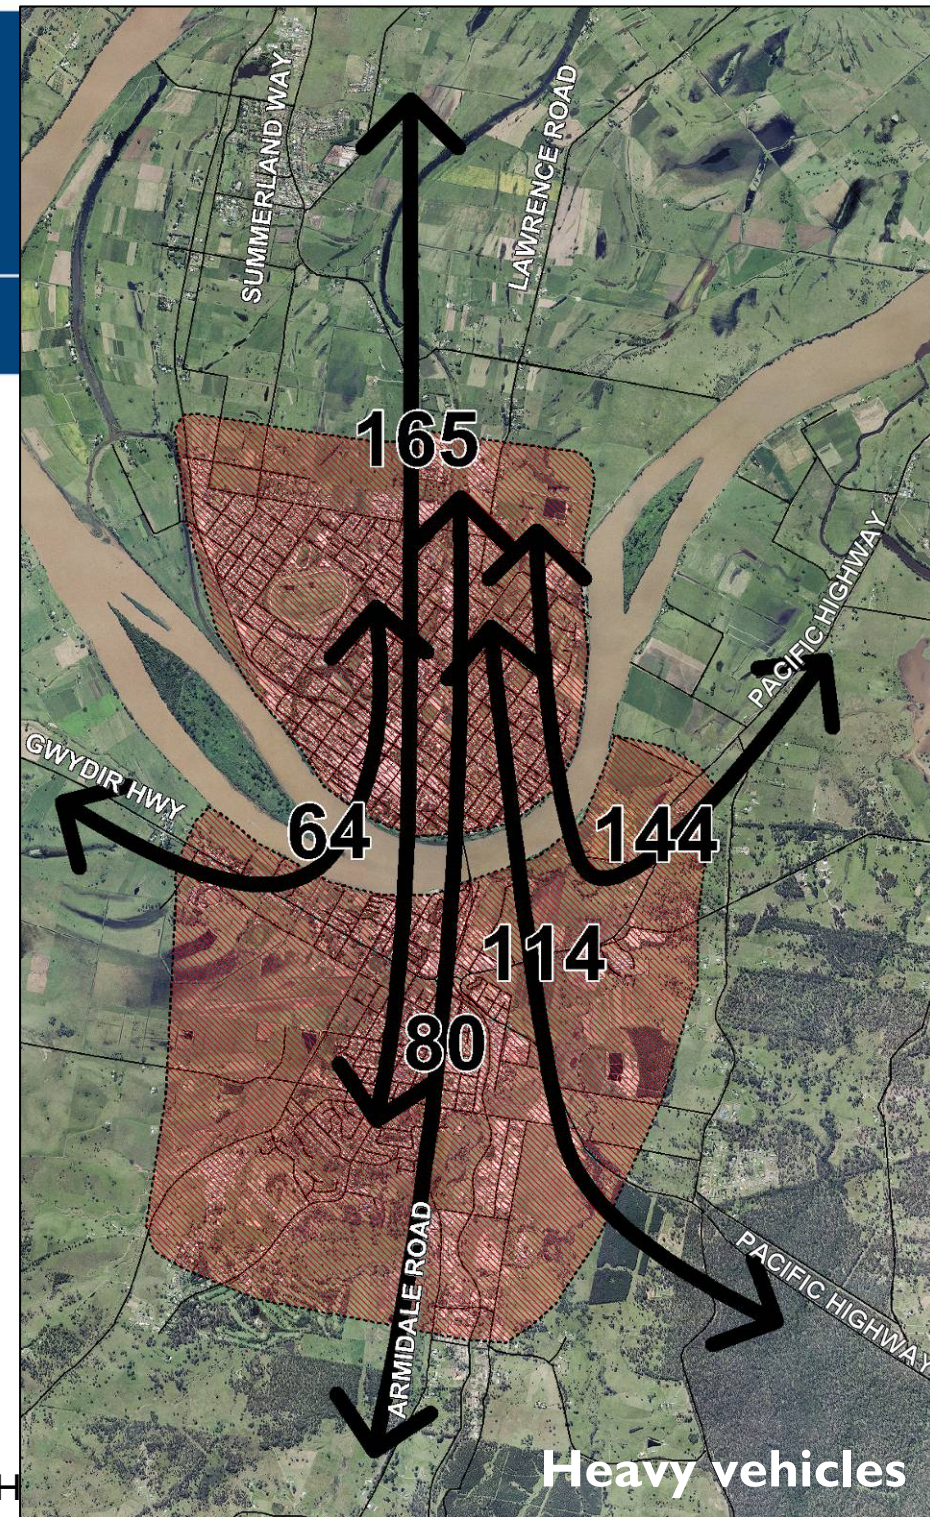 SUMMERLAND WAY
LAWRENCE ROAD
165
PACIFIC HIGHWAY
GWYDIR HWY
64
144
114
80
ARMIDALE ROAD
PACIFIC HIGHWAY
Heavy vehicles
H